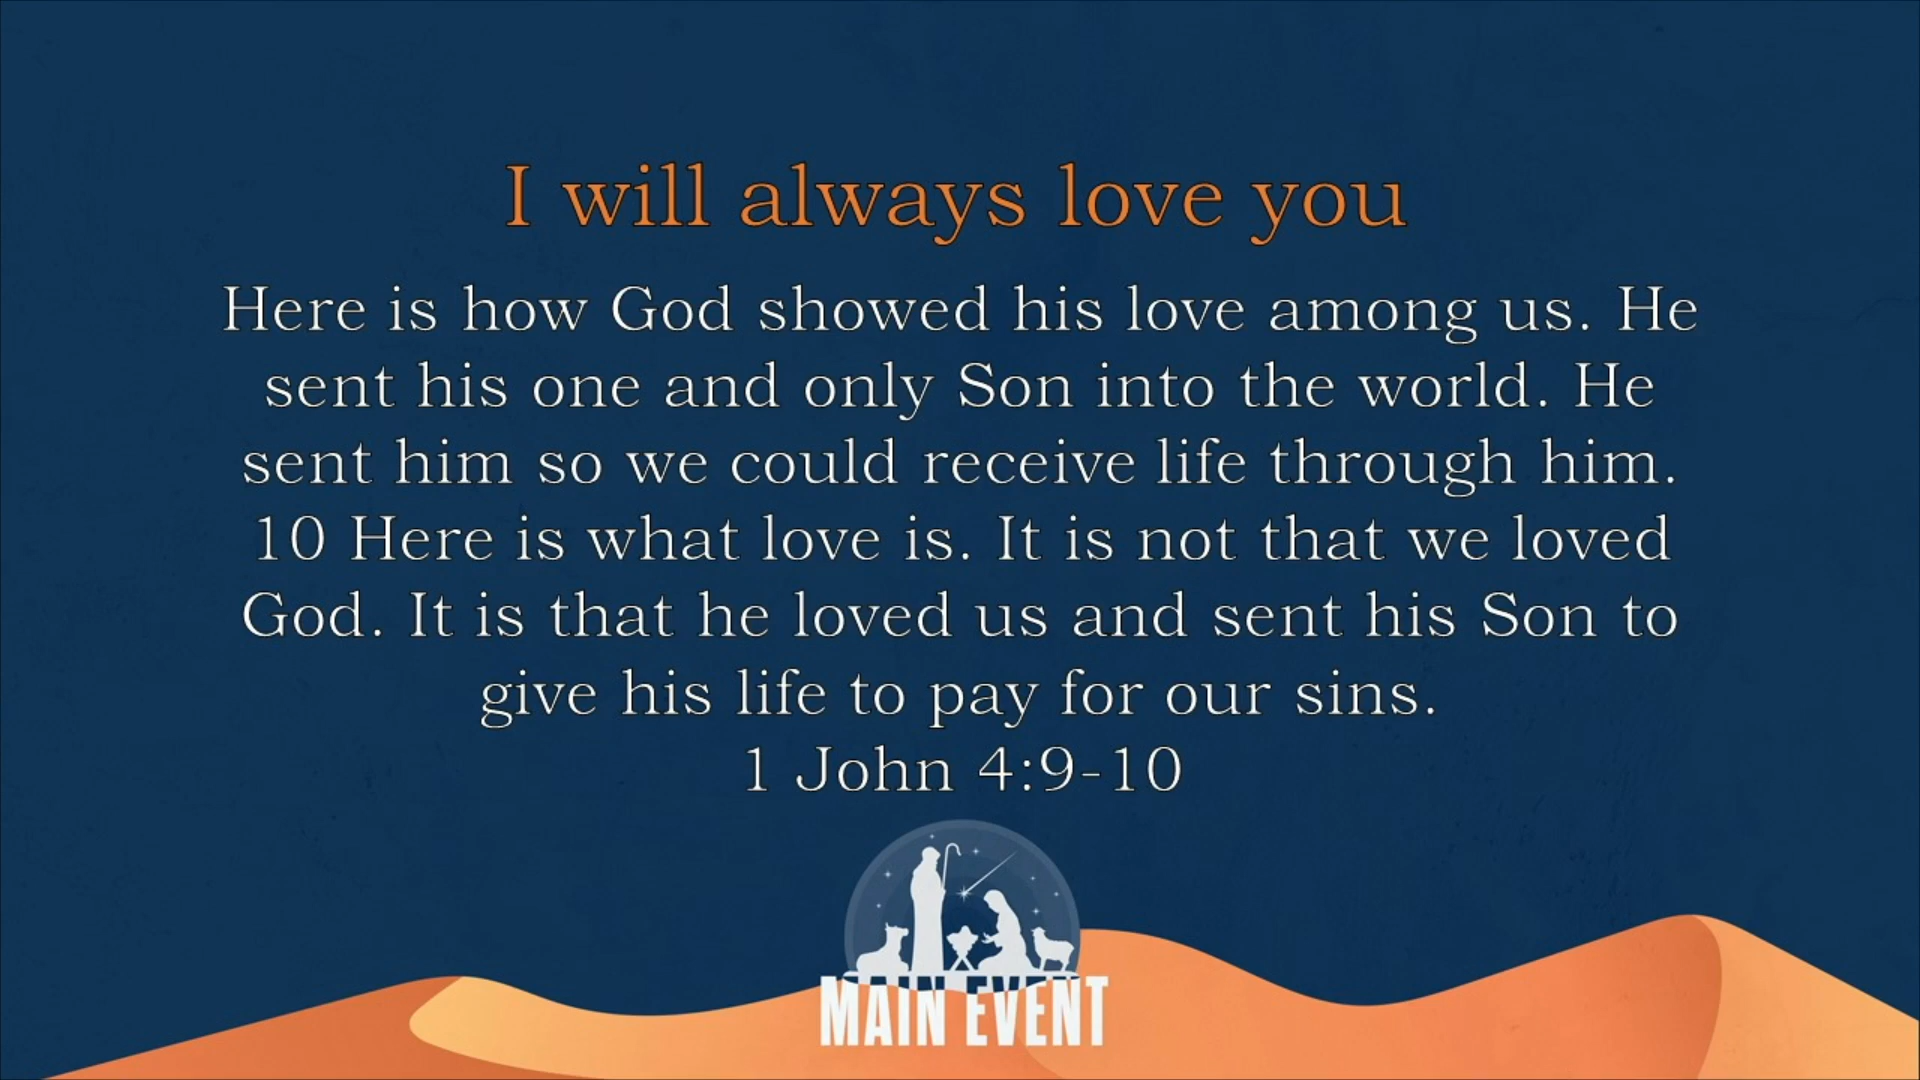 I will always love you
Here is how God showed his love among us. He
sent his one and only Son into the world. He
sent him so we could receive life through him.
10 Here is what love is. It is not that we loved
God. It is that he loved us and sent his Son to
give his life to pay for our sins.
1 John 4:9-10
MAIN EVENT